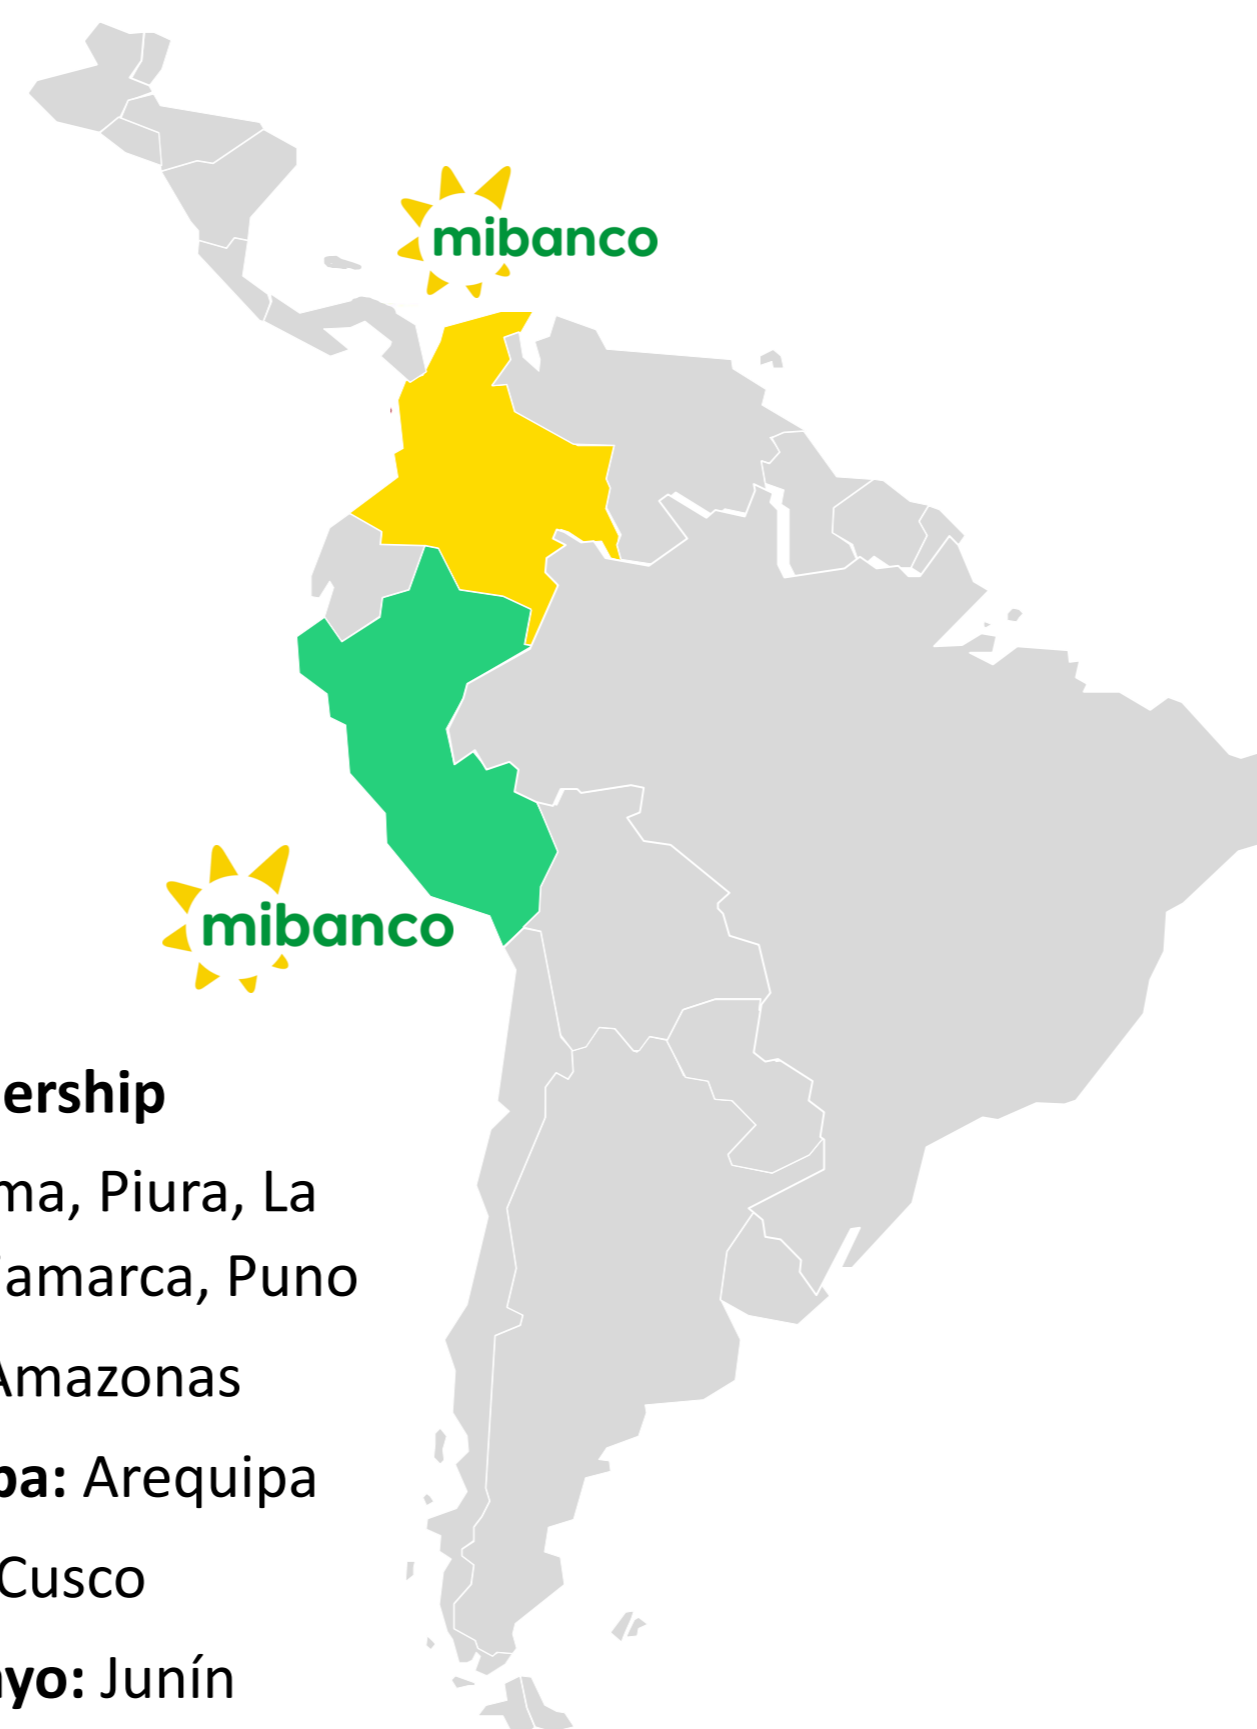 mibanco
mibanco
ership
ma, Piura, La
amarca, Puno
Amazonas
pa: Arequipa
Cusco
yo: Junín